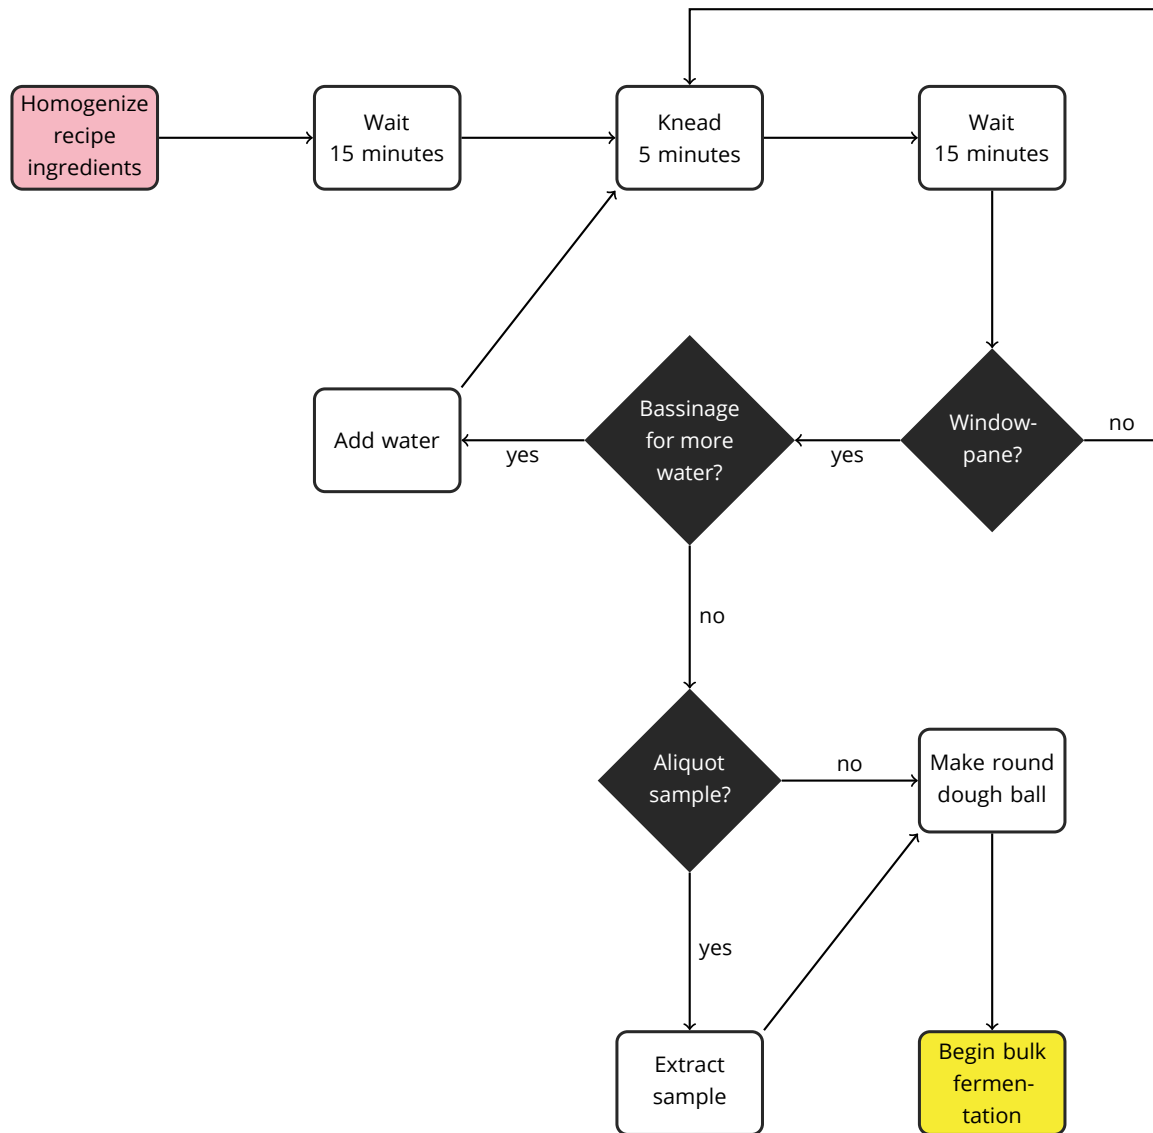 Homogenize
recipe
ingredients
Wait
15 minutes
Knead
5 minutes
Wait
15 minutes
Add water
yes
Bassinage
for more
water?
yes
Window-
pane?
no
no
Aliquot
sample?
no
Make round
dough ball
yes
Extract
sample
Begin bulk
fermen-
tation